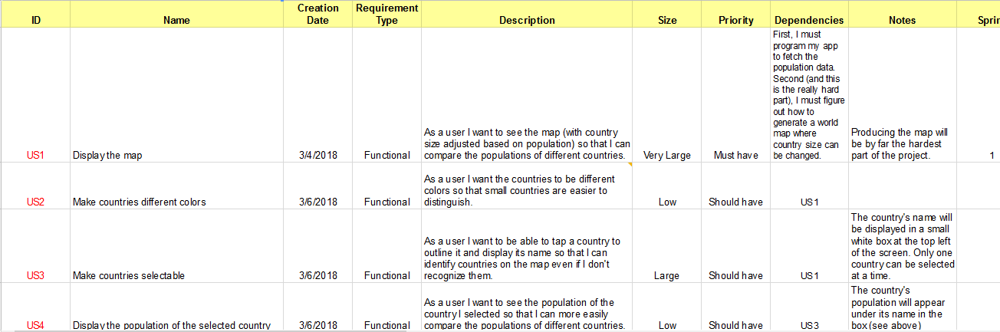 ID Name Creation Date Requirement Type Description Size Priority Dependencies Notes
US1
Display the map
3/4/2018
Functional
As a user I want to see the map (with country
size adjusted based on population) so that I can
compare the populations of different countries.
Very Large
Must have
First, I must
program my app
to fetch the
population data.
Second (and this
is the really hard
part), I must figure
out how to
generate a world
map where
country size can
be changed.
Producing the map will
be by far the hardest
part of the project.
1
US2
Make countries different colors
3/6/2018
Functional
As a user I want the countries to be different
colors so that small countries are easier to
distinguish.
Low
Should have
US1
US3
Make countries selectable
3/6/2018
Functional
As a user I want to be able to tap a country to
outline it and display its name so that I can
identify countries on the map even if I don't
recognize them.
Large
Should have
US1
The country's name will
be displayed in a small
white box at the top left
of the screen. Only one
country can be selected
at a time.
US4
Display the population of the selected country
3/6/2018
Functional
As a user I want to see the population of the
country I selected so that I can more easily
compare the populations of different countries.
Low
Should have
US3
The country's
population will appear
under its name in the
box (see above)